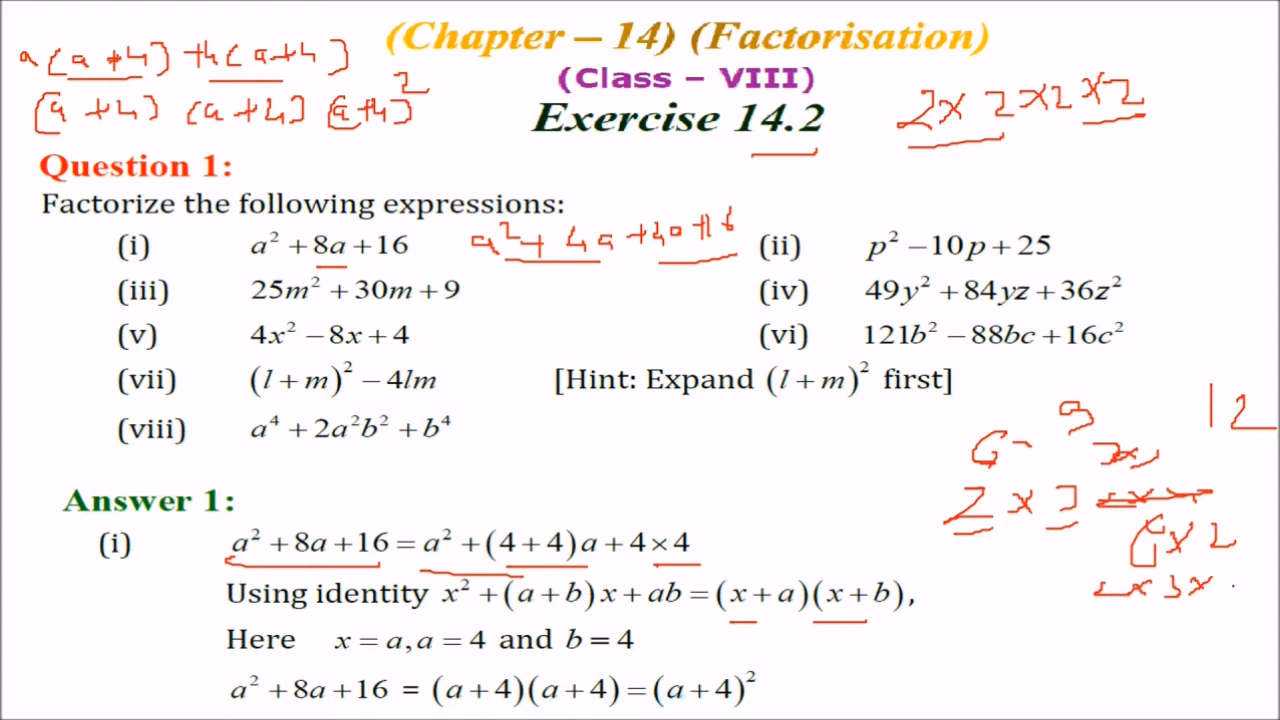 (Chapter – 14) (Factorisation)
a(a+4) +4(a+4)
(Class – VIII)
(a+4) (a+4) (a+4)²
Exercise 14.2
2×2×2×2
Question 1:
Factorize the following expressions:
(i) a² + 8a + 16
a² + 4a + 4a + 16
(ii) p² − 10p + 25
(iii) 25m² + 30m + 9
(iv) 49y² + 84yz + 36z²
(v) 4x² − 8x + 4
(vi) 121b² − 88bc + 16c²
(vii) (l + m)² − 4lm [Hint: Expand (l + m)² first]
(viii) a⁴ + 2a²b² + b⁴
12
6
2 × 3
6×2
2×3×
Answer 1:
(i) a² + 8a + 16 = a² + (4 + 4)a + 4 × 4
Using identity x² + (a + b)x + ab = (x + a)(x + b),
Here x = a, a = 4 and b = 4
a² + 8a + 16 = (a + 4)(a + 4) = (a + 4)²